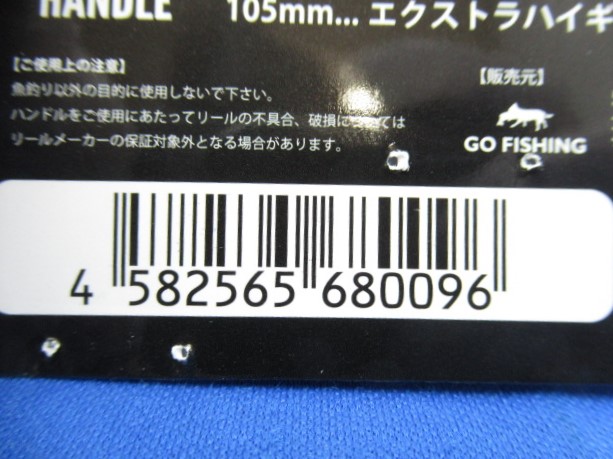 HANDLE 105mm... エクストラハイギ
【ご使用上の注意】
魚釣り以外の目的に使用しないで下さい。
ハンドルをご使用にあたってリールの不具合、破損については
リールメーカーの保証対象外となる場合があります。
【販売元】
GO FISHING
4 582565 680096